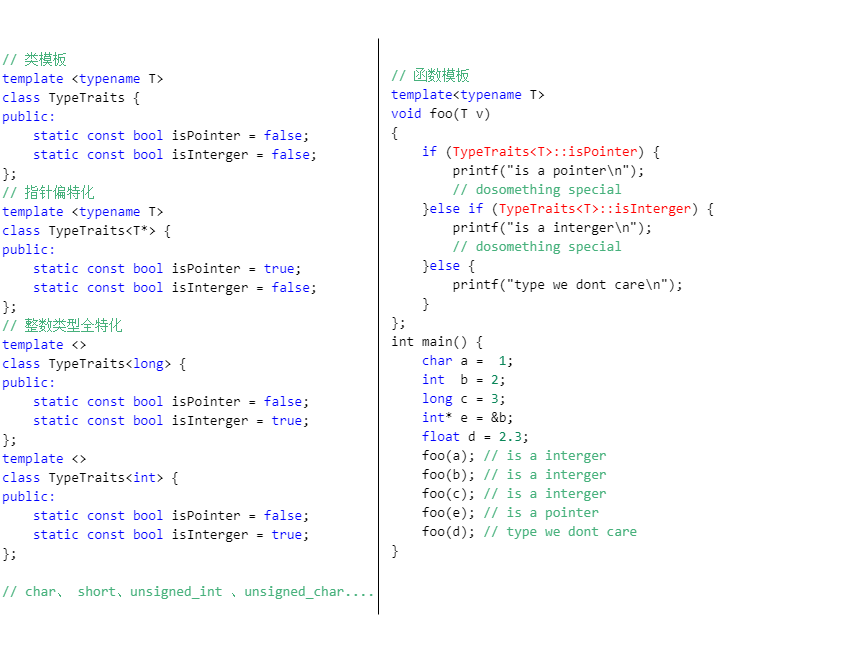 // 类模板
template <typename T>
class TypeTraits {
public:
    static const bool isPointer = false;
    static const bool isInterger = false;
};
// 指针偏特化
template <typename T>
class TypeTraits<T*> {
public:
    static const bool isPointer = true;
    static const bool isInterger = false;
};
// 整数类型全特化
template <>
class TypeTraits<long> {
public:
    static const bool isPointer = false;
    static const bool isInterger = true;
};
template <>
class TypeTraits<int> {
public:
    static const bool isPointer = false;
    static const bool isInterger = true;
};
// char、 short、unsigned_int 、unsigned_char....
// 函数模板
template<typename T>
void foo(T v)
{
    if (TypeTraits<T>::isPointer) {
        printf("is a pointer\n");
        // dosomething special
    }else if (TypeTraits<T>::isInterger) {
        printf("is a interger\n");
        // dosomething special
    }else {
        printf("type we dont care\n");
    }
};
int main() {
    char a =  1;
    int  b = 2;
    long c = 3;
    int* e = &b;
    float d = 2.3;
    foo(a); // is a interger
    foo(b); // is a interger
    foo(c); // is a interger
    foo(e); // is a pointer
    foo(d); // type we dont care
}